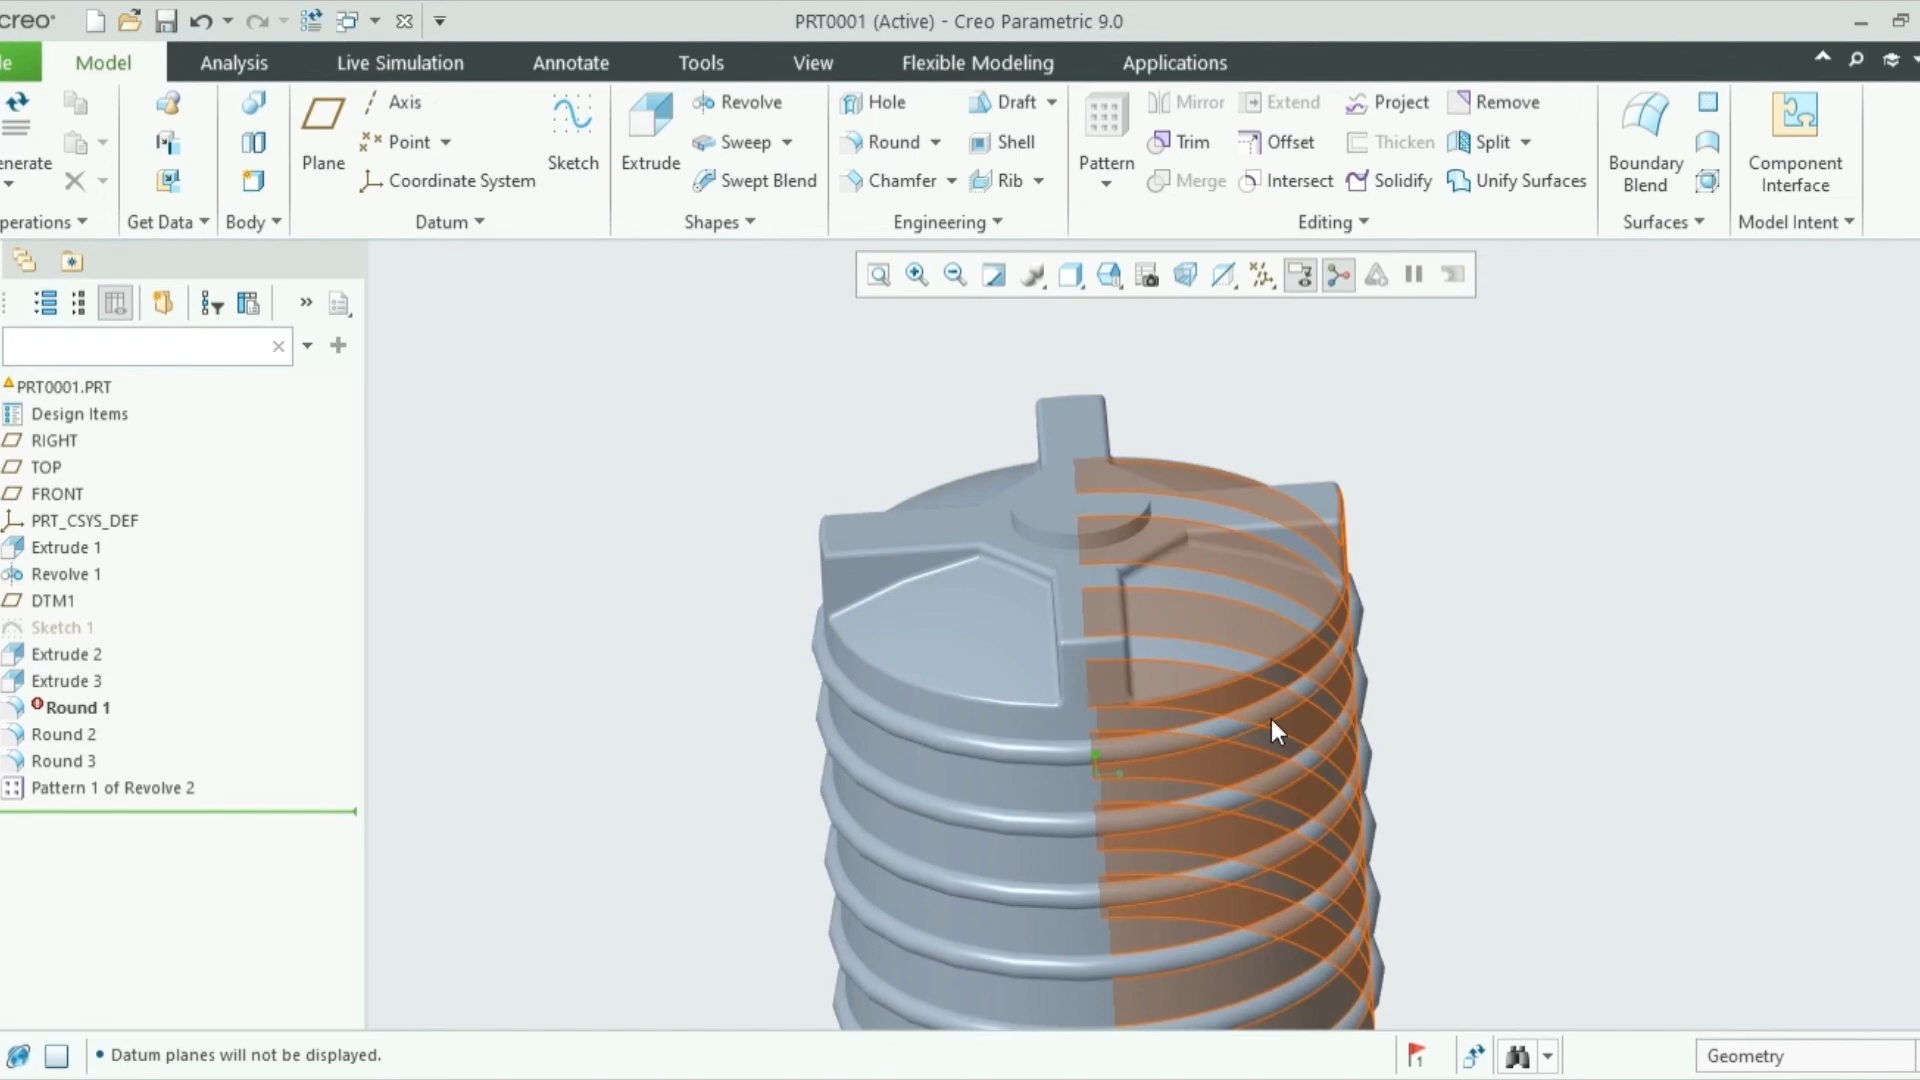 creo
PRT0001 (Active) - Creo Parametric 9.0
Model
Analysis
Live Simulation
Annotate
Tools
View
Flexible Modeling
Applications
Plane
Axis
Point
Coordinate System
Sketch
Extrude
Revolve
Sweep
Swept Blend
Hole
Round
Chamfer
Draft
Shell
Rib
Pattern
Mirror
Trim
Merge
Extend
Offset
Intersect
Project
Thicken
Solidify
Remove
Split
Unify Surfaces
Boundary
Blend
Component
Interface
enerate
perations
Get Data
Body
Datum
Shapes
Engineering
Editing
Surfaces
Model Intent
PRT0001.PRT
Design Items
RIGHT
TOP
FRONT
PRT_CSYS_DEF
Extrude 1
Revolve 1
DTM1
Sketch 1
Extrude 2
Extrude 3
Round 1
Round 2
Round 3
Pattern 1 of Revolve 2
• Datum planes will not be displayed.
1
Geometry